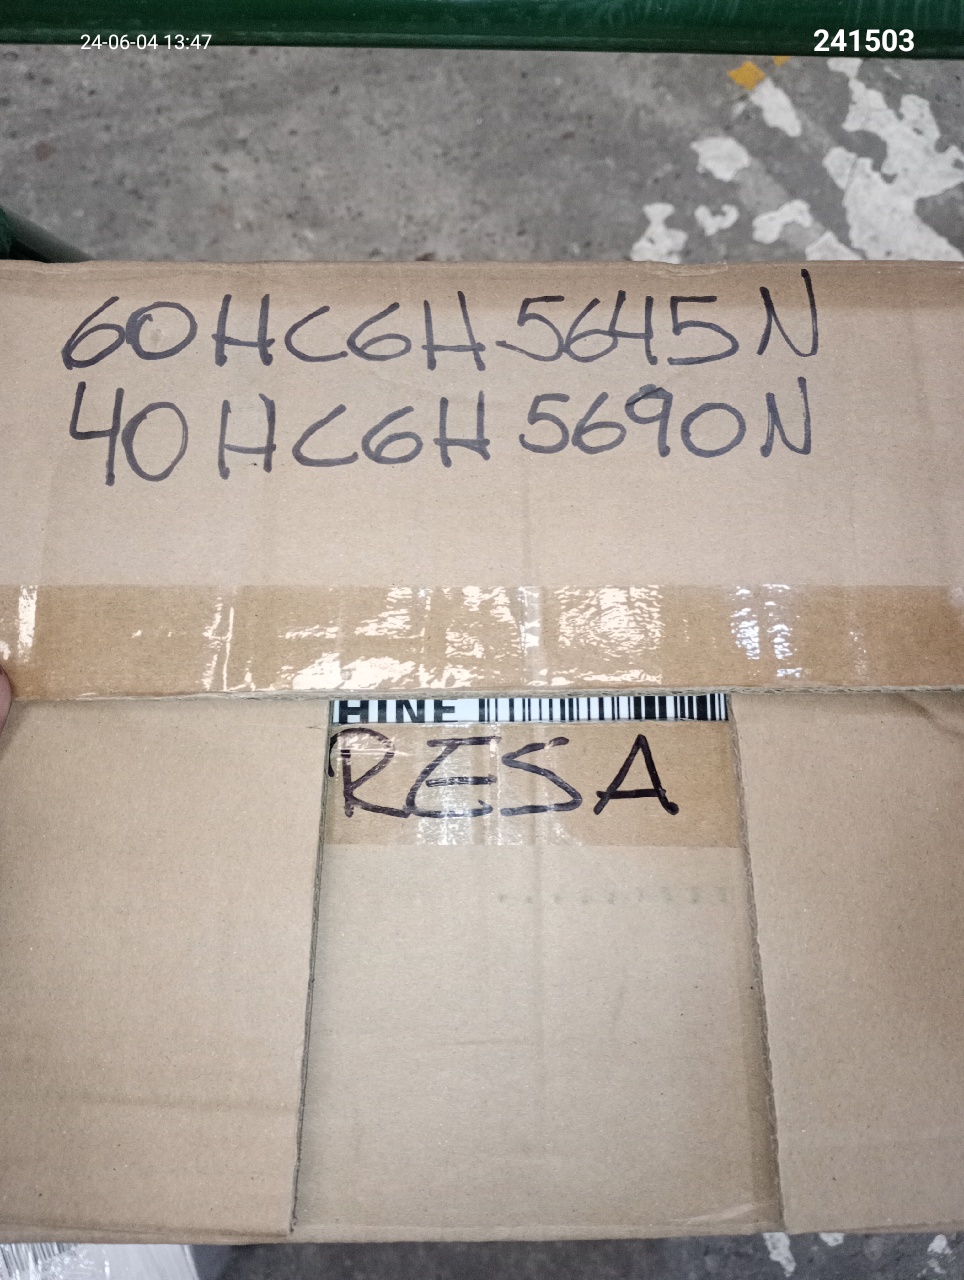 24-06-04 13:47
241503
60HC6H5645N
40HC6H5690N
HINE
RESA